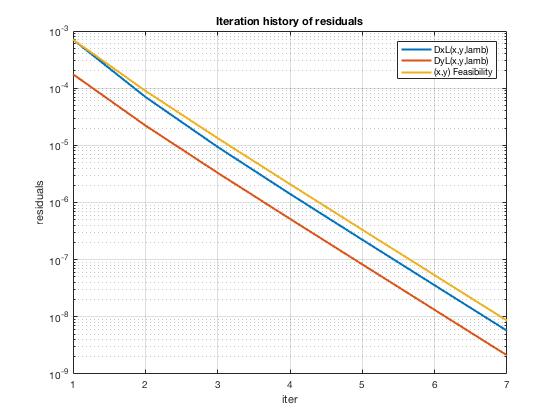 Iteration history of residuals
DxL(x,y,lamb)
DyL(x,y,lamb)
(x,y) Feasibility
residuals
10^-3
10^-4
10^-5
10^-6
10^-7
10^-8
10^-9
1 2 3 4 5 6 7
iter